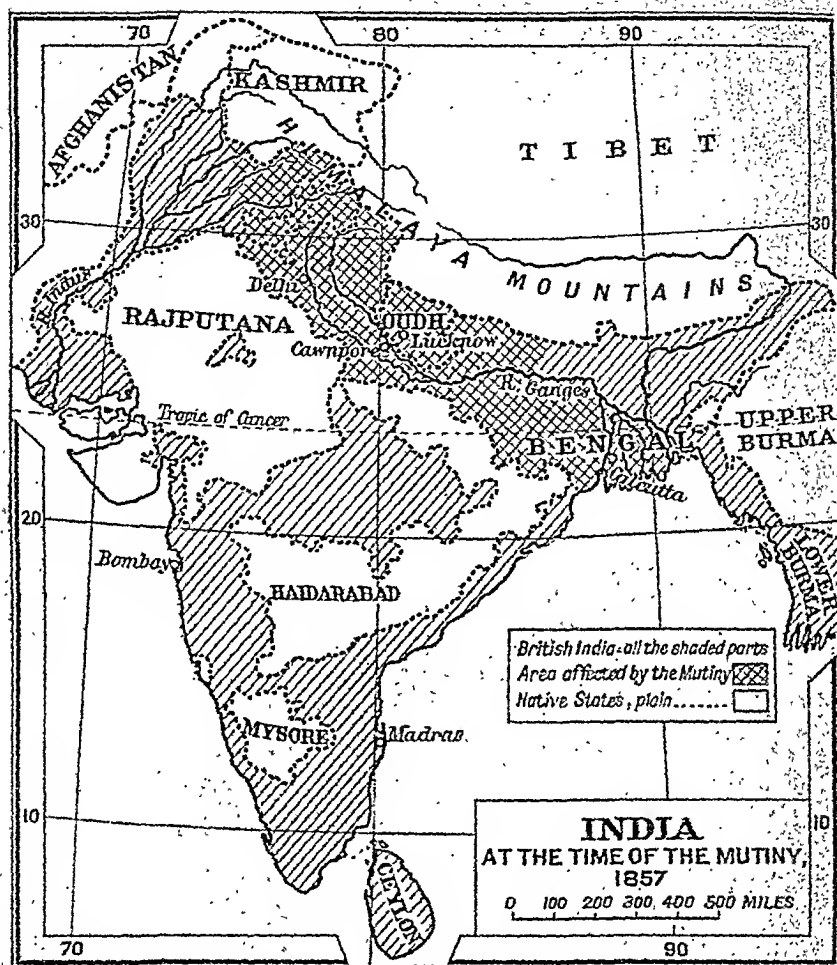 70
80
90
AFGHANISTAN
KASHMIR
TIBET
HIMALAYA MOUNTAINS
30
30
R. Indus
Delhi
RAJPUTANA
OUDH
Lucknow
Cawnpore
R. Ganges
Tropic of Cancer
BENGAL
UPPER
BURMA
Calcutta
20
LOWER
BURMA
Bombay
HAIDARABAD
British India=all the shaded parts
Area affected by the Mutiny
Native States, plain
MYSORE
Madras
10
10
INDIA
AT THE TIME OF THE MUTINY,
1857
0 100 200 300 400 500 MILES
CEYLON
70
90